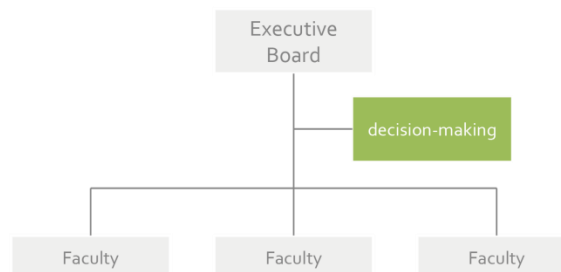 Executive
Board
decision-making
Faculty
Faculty
Faculty